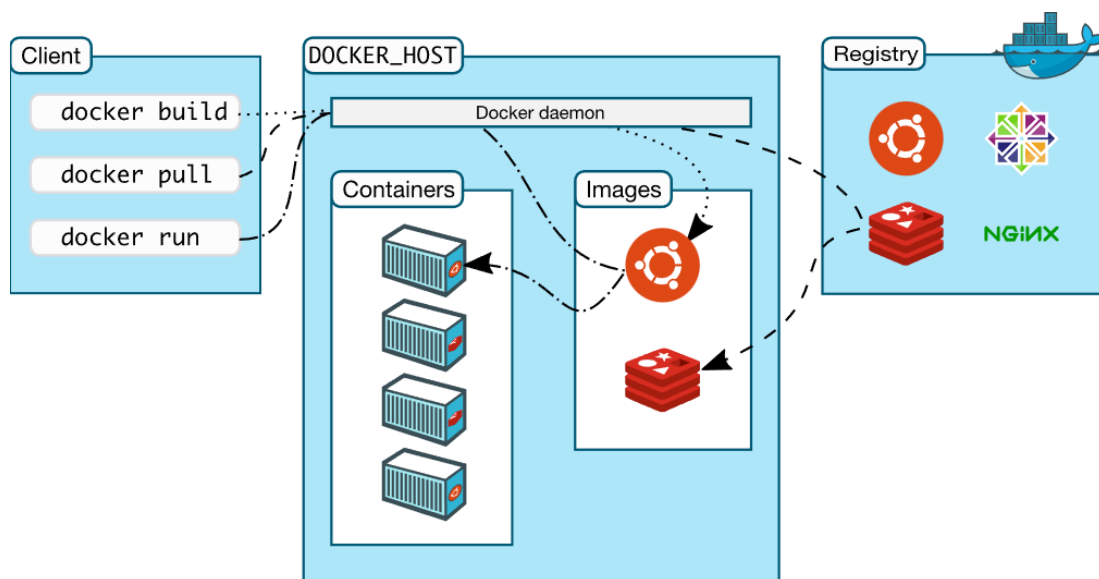 Client
docker build
docker pull
docker run
DOCKER_HOST
Docker daemon
Containers
Images
Registry
NGiNX